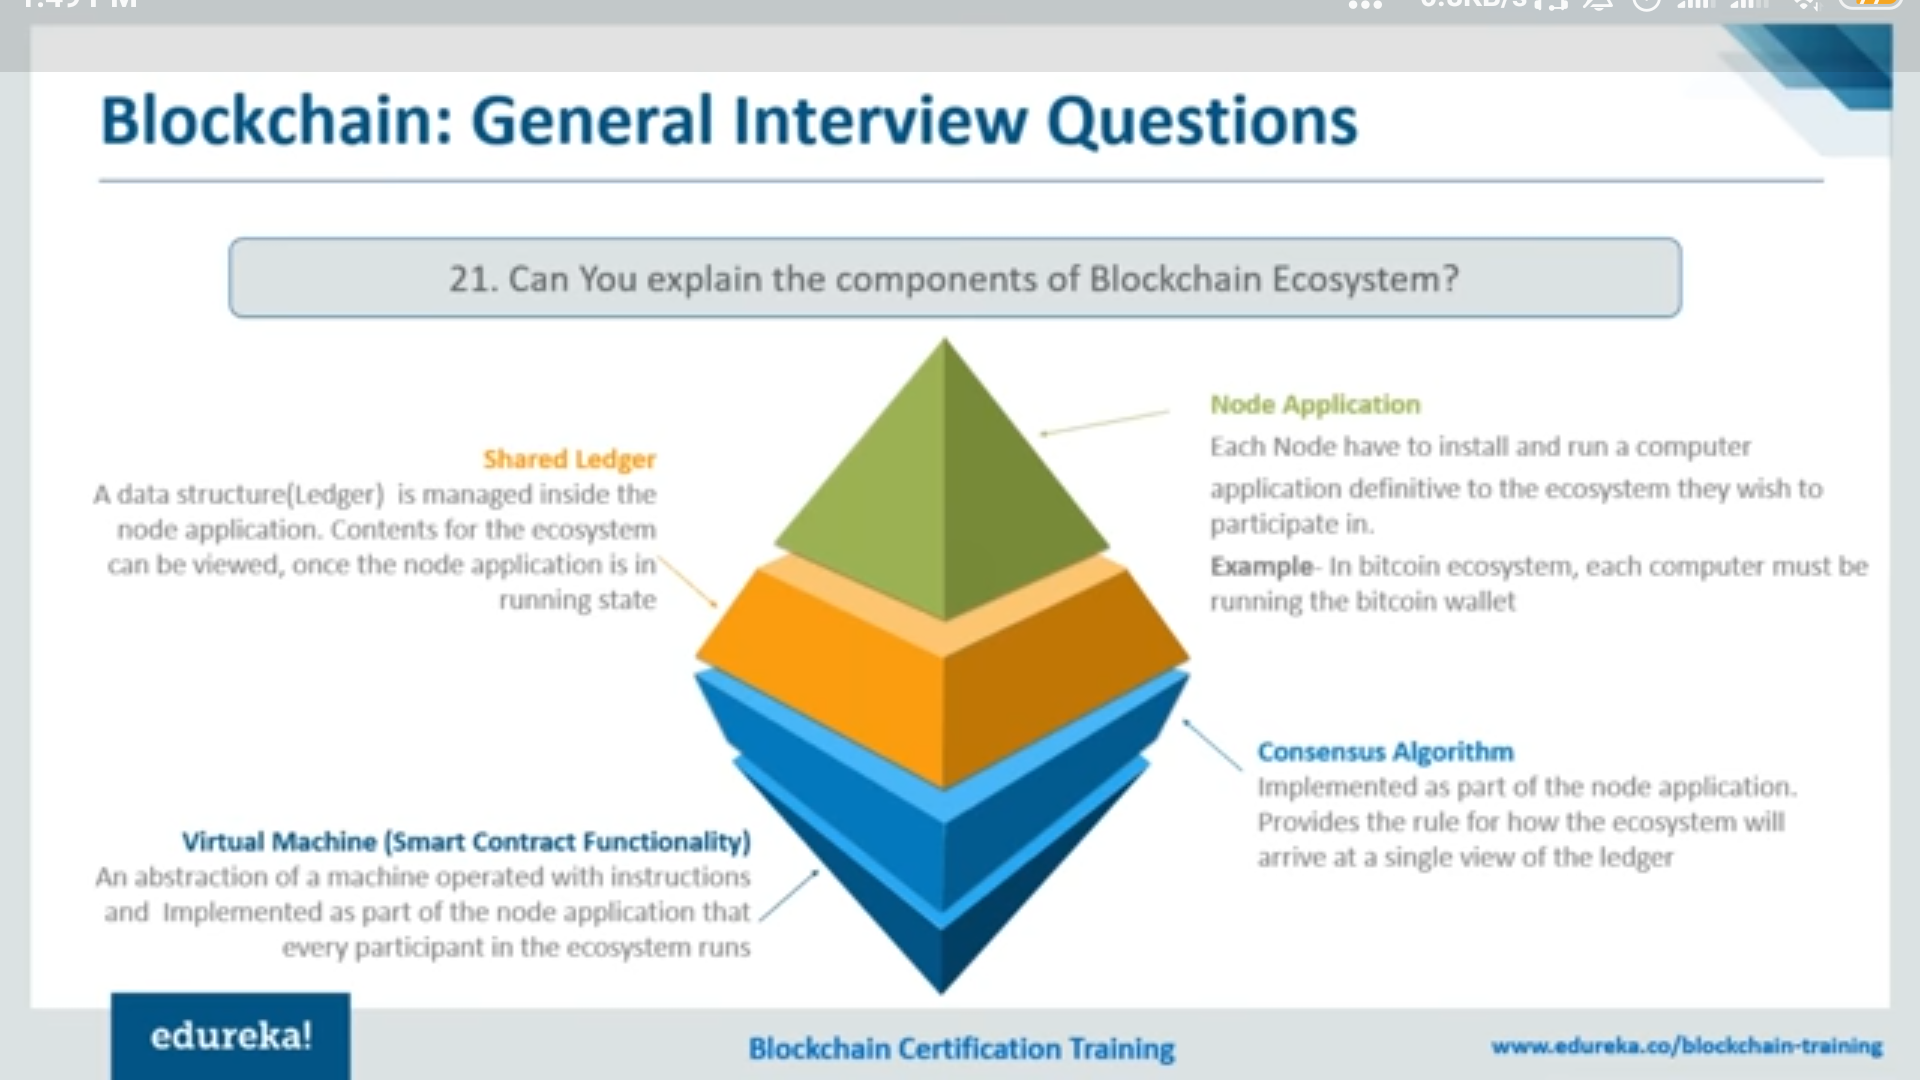 Blockchain: General Interview Questions
21. Can You explain the components of Blockchain Ecosystem?
Node Application
Each Node have to install and run a computer
application definitive to the ecosystem they wish to
participate in.
Example- In bitcoin ecosystem, each computer must be
running the bitcoin wallet
Shared Ledger
A data structure(Ledger) is managed inside the
node application. Contents for the ecosystem
can be viewed, once the node application is in
running state
Consensus Algorithm
Implemented as part of the node application.
Provides the rule for how the ecosystem will
arrive at a single view of the ledger
Virtual Machine (Smart Contract Functionality)
An abstraction of a machine operated with instructions
and Implemented as part of the node application that
every participant in the ecosystem runs
edureka!
Blockchain Certification Training
www.edureka.co/blockchain-training